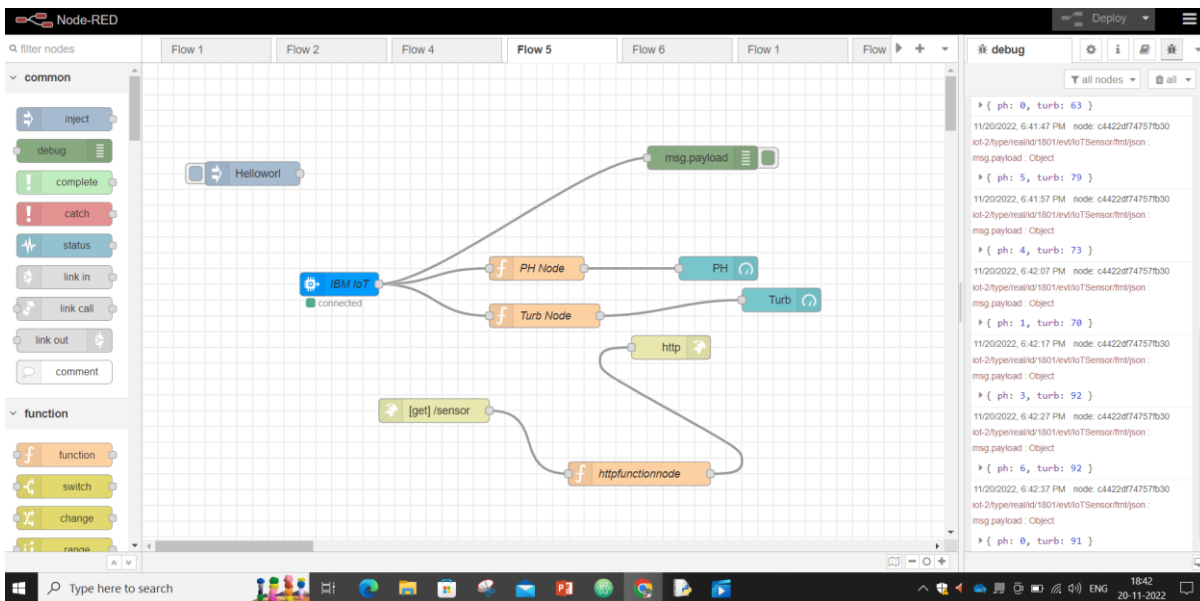 Node-RED
Deploy
filter nodes
Flow 1
Flow 2
Flow 4
Flow 5
Flow 6
Flow 1
Flow
debug
i
all nodes
all
common
inject
debug
complete
catch
status
link in
link call
link out
comment
function
function
switch
change
range
Helloworl
msg.payload
IBM IoT
connected
PH Node
PH
Turb Node
Turb
http
[get] /sensor
httpfunctionnode
{ ph: 0, turb: 63 }
11/20/2022, 6:41:47 PM node: c4422df74757fb30
iot-2/type/real/id/1801/evt/IoTSensor/fmt/json :
msg.payload : Object
{ ph: 5, turb: 79 }
11/20/2022, 6:41:57 PM node: c4422df74757fb30
iot-2/type/real/id/1801/evt/IoTSensor/fmt/json :
msg.payload : Object
{ ph: 4, turb: 73 }
11/20/2022, 6:42:07 PM node: c4422df74757fb30
iot-2/type/real/id/1801/evt/IoTSensor/fmt/json :
msg.payload : Object
{ ph: 1, turb: 70 }
11/20/2022, 6:42:17 PM node: c4422df74757fb30
iot-2/type/real/id/1801/evt/IoTSensor/fmt/json :
msg.payload : Object
{ ph: 3, turb: 92 }
11/20/2022, 6:42:27 PM node: c4422df74757fb30
iot-2/type/real/id/1801/evt/IoTSensor/fmt/json :
msg.payload : Object
{ ph: 6, turb: 92 }
11/20/2022, 6:42:37 PM node: c4422df74757fb30
iot-2/type/real/id/1801/evt/IoTSensor/fmt/json :
msg.payload : Object
{ ph: 0, turb: 91 }
Type here to search
ENG
18:42
20-11-2022